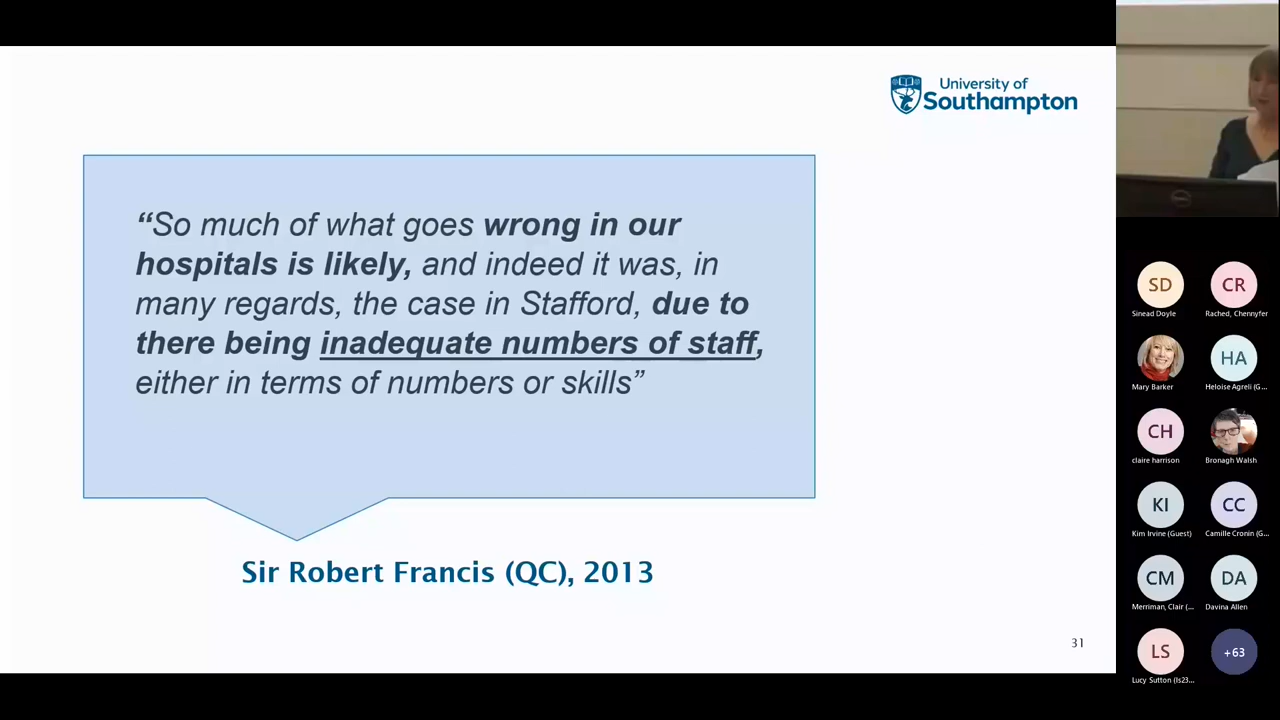 University of
Southampton
“So much of what goes wrong in our
hospitals is likely, and indeed it was, in
many regards, the case in Stafford, due to
there being inadequate numbers of staff,
either in terms of numbers or skills”
Sir Robert Francis (QC), 2013
31
SD
CR
Sinead Doyle
Rached, Chennyfer
HA
Mary Barker
Heloise Agreli (G...
CH
claire harrison
Bronagh Walsh
KI
CC
Kim Irvine (Guest)
Camille Cronin (G...
CM
DA
Merriman, Clair (...
Davina Allen
LS
+63
Lucy Sutton (ls23...